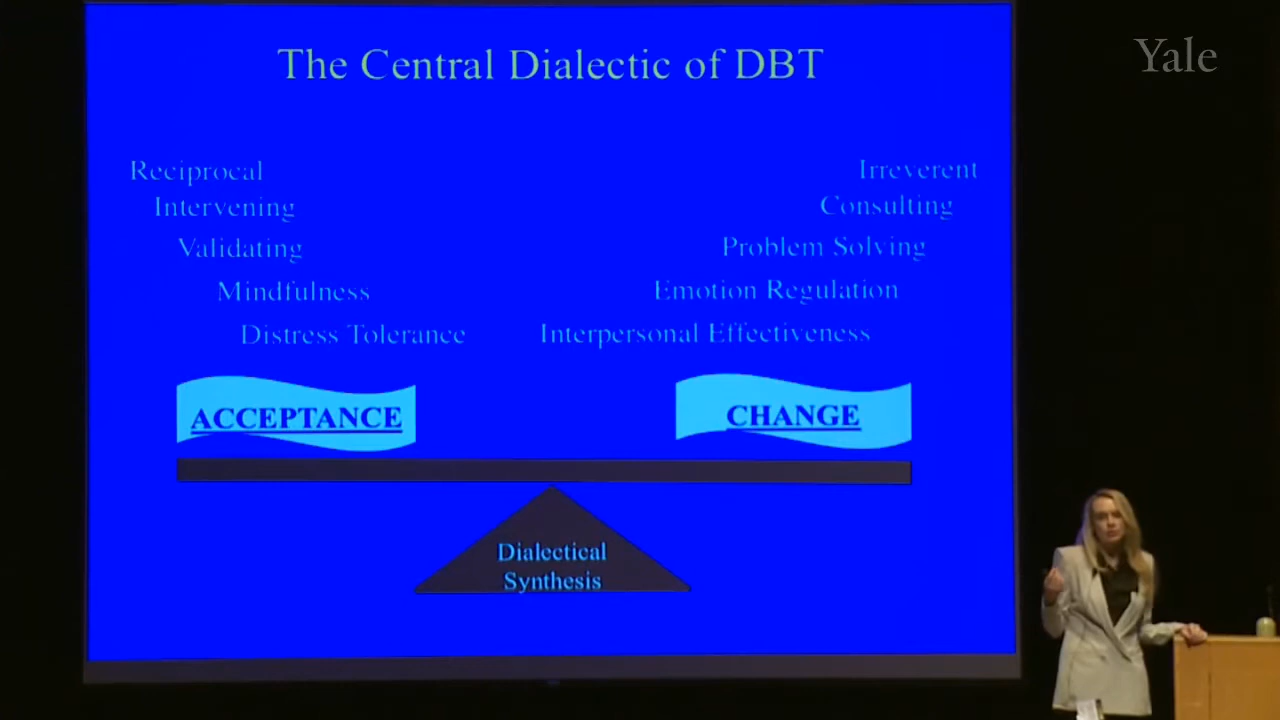 The Central Dialectic of DBT
Yale
Reciprocal
Irreverent
Intervening
Consulting
Validating
Problem Solving
Mindfulness
Emotion Regulation
Distress Tolerance
Interpersonal Effectiveness
ACCEPTANCE
CHANGE
Dialectical
Synthesis